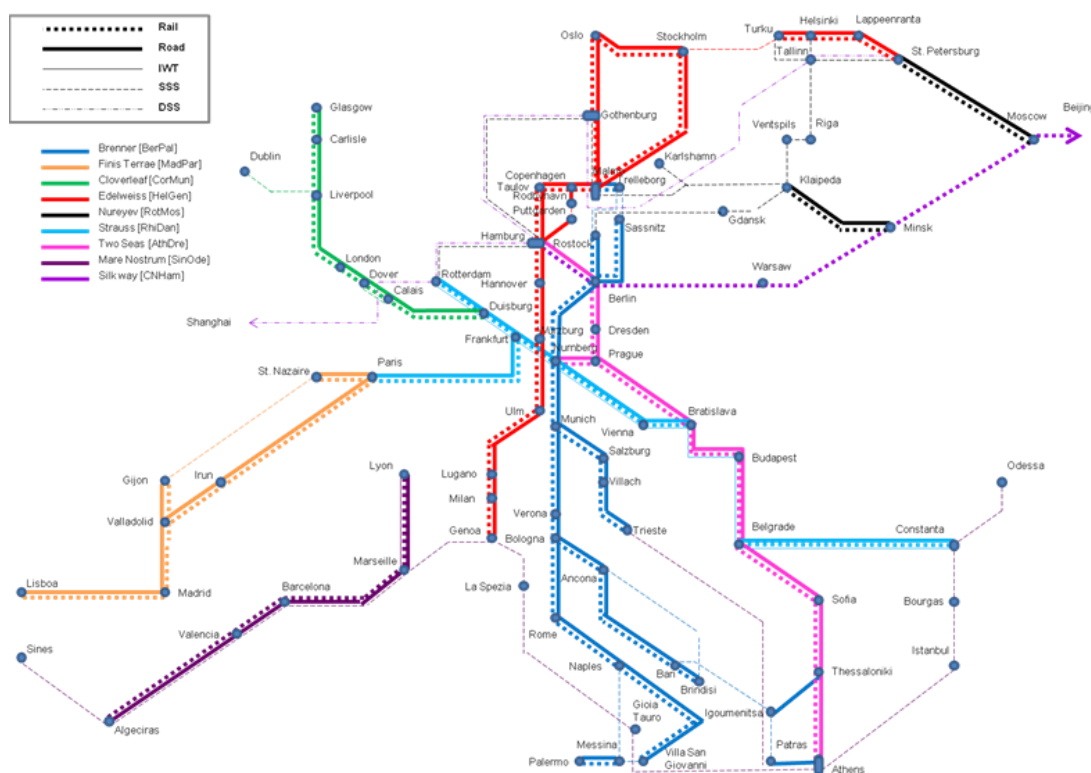 Rail
Road
IWT
SSS
DSS
Brenner [BerPal]
Finis Terrae [MadPar]
Cloverleaf [CorMun]
Edelweiss [HelGen]
Nureyev [RotMos]
Strauss [RhiDan]
Two Seas [AthDre]
Mare Nostrum [SinOde]
Silk way [CNHam]
Oslo
Stockholm
Turku
Helsinki
Lappeenranta
Tallinn
St. Petersburg
Glasgow
Carlisle
Dublin
Liverpool
Gothenburg
Ventspils
Riga
Moscow
Beijing
Karlshamn
Copenhagen
Taulov
Trelleborg
Klaipeda
Puttgarden
Gdansk
Minsk
Sassnitz
Hamburg
Rostock
London
Dover
Calais
Rotterdam
Hannover
Berlin
Warsaw
Shanghai
Duisburg
Frankfurt
Nurnberg
Dresden
Prague
St. Nazaire
Paris
Ulm
Munich
Vienna
Bratislava
Salzburg
Budapest
Villach
Gijon
Irun
Lyon
Lugano
Milan
Odessa
Valladolid
Verona
Genoa
Bologna
Trieste
Belgrade
Constanta
Marseille
Lisboa
Madrid
Barcelona
La Spezia
Ancona
Sofia
Bourgas
Valencia
Rome
Sines
Naples
Bari
Brindisi
Thessaloniki
Istanbul
Algeciras
Gioia
Tauro
Igoumenitsa
Messina
Patras
Palermo
Villa San
Giovanni
Athens